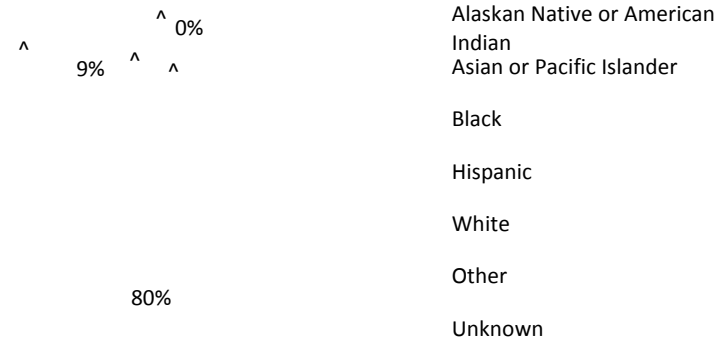 ^
0%
^
9%
^
^
80%
Alaskan Native or American
Indian
Asian or Pacific Islander
Black
Hispanic
White
Other
Unknown